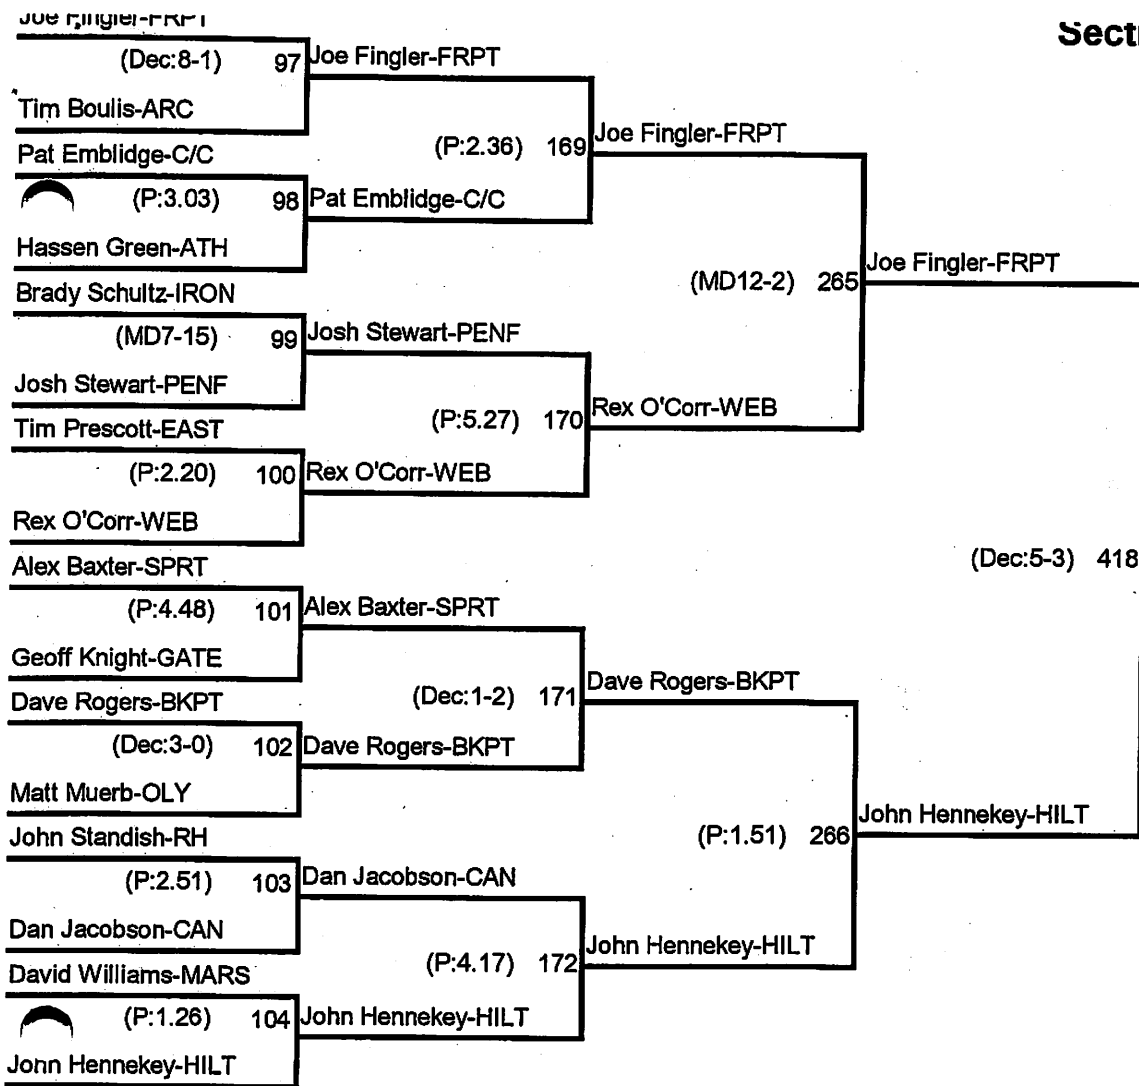 Joe Fingler-FRPT
Secti
(Dec:8-1) 97 Joe Fingler-FRPT
Tim Boulis-ARC
(P:2.36) 169 Joe Fingler-FRPT
Pat Emblidge-C/C
(P:3.03) 98 Pat Emblidge-C/C
Hassen Green-ATH
(MD12-2) 265 Joe Fingler-FRPT
Brady Schultz-IRON
(MD7-15) 99 Josh Stewart-PENF
Josh Stewart-PENF
(P:5.27) 170 Rex O'Corr-WEB
Tim Prescott-EAST
(P:2.20) 100 Rex O'Corr-WEB
Rex O'Corr-WEB
(Dec:5-3) 418
Alex Baxter-SPRT
(P:4.48) 101 Alex Baxter-SPRT
Geoff Knight-GATE
(Dec:1-2) 171 Dave Rogers-BKPT
Dave Rogers-BKPT
(Dec:3-0) 102 Dave Rogers-BKPT
Matt Muerb-OLY
(P:1.51) 266 John Hennekey-HILT
John Standish-RH
(P:2.51) 103 Dan Jacobson-CAN
Dan Jacobson-CAN
(P:4.17) 172 John Hennekey-HILT
David Williams-MARS
(P:1.26) 104 John Hennekey-HILT
John Hennekey-HILT